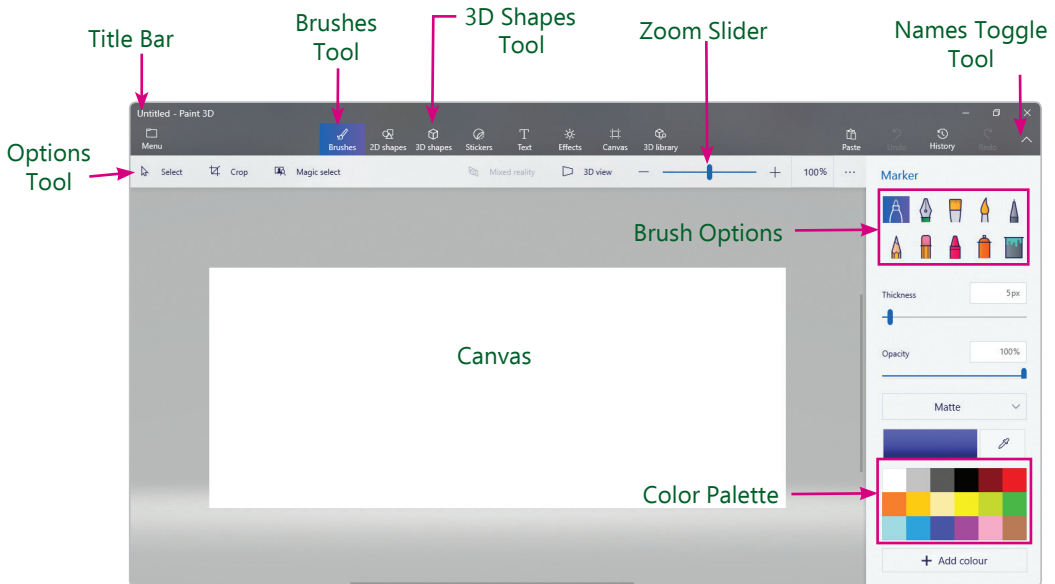 Title Bar
Brushes
Tool
3D Shapes
Tool
Zoom Slider
Names Toggle
Tool
Untitled - Paint 3D
Menu
Brushes
2D shapes
3D shapes
Stickers
Text
Effects
Canvas
3D library
Paste
Undo
History
Redo
Options
Tool
Select
Crop
Magic select
Mixed reality
3D view
100%
Marker
Brush Options
Thickness
5px
Opacity
100%
Canvas
Matte
Color Palette
Add colour